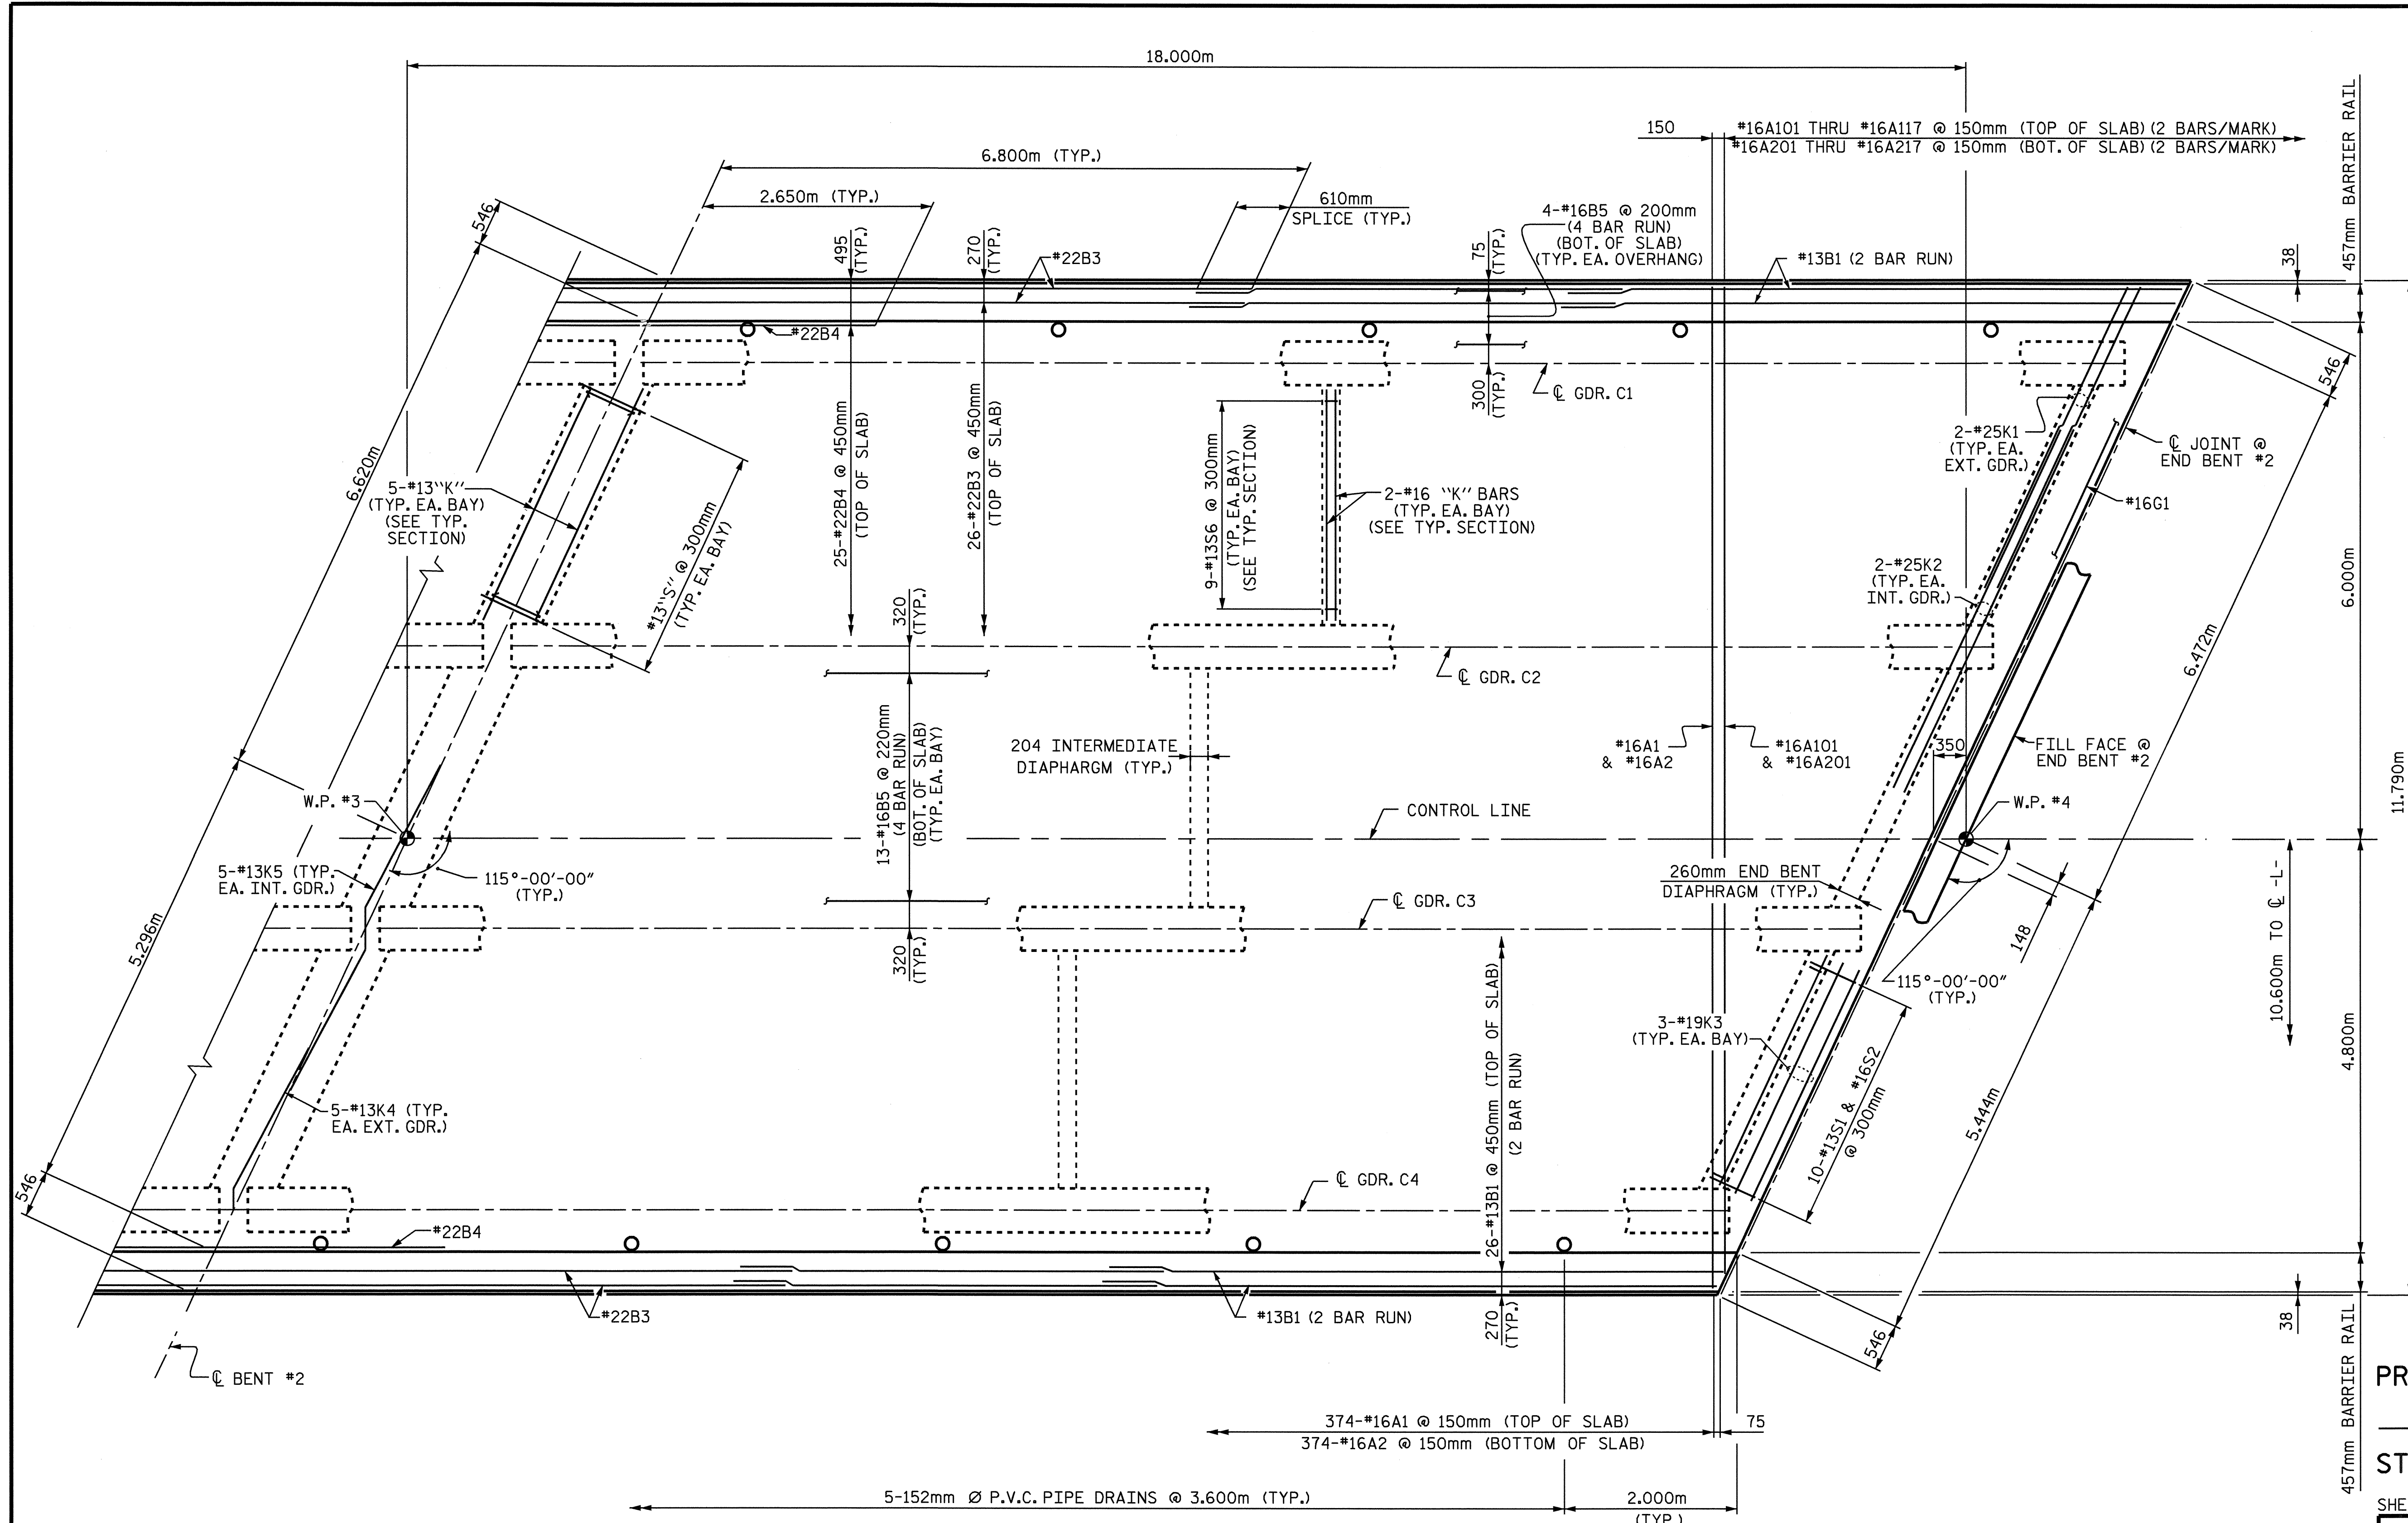 18.000m
150
#16A101 THRU #16A117 @ 150mm (TOP OF SLAB) (2 BARS/MARK)
#16A201 THRU #16A217 @ 150mm (BOT. OF SLAB) (2 BARS/MARK)
457mm BARRIER RAIL
6.800m (TYP.)
2.650m (TYP.)
610mm
SPLICE (TYP.)
4-#16B5 @ 200mm
(4 BAR RUN)
(BOT. OF SLAB)
(TYP. EA. OVERHANG)
546
495
(TYP.)
270
(TYP.)
#22B3
75
(TYP.)
#13B1 (2 BAR RUN)
38
#22B4
300
(TYP.)
℄ GDR. C1
546
6.620m
5-#13``K''
(TYP. EA. BAY)
(SEE TYP.
SECTION)
#13``S'' @ 300mm
(TYP. EA. BAY)
25-#22B4 @ 450mm
(TOP OF SLAB)
26-#22B3 @ 450mm
(TOP OF SLAB)
9-#13S6 @ 300mm
(TYP. EA. BAY)
(SEE TYP. SECTION)
2-#16 ``K'' BARS
(TYP. EA. BAY)
(SEE TYP. SECTION)
2-#25K1
(TYP. EA.
EXT. GDR.)
℄ JOINT @
END BENT #2
#16G1
2-#25K2
(TYP. EA.
INT. GDR.)
6.000m
6.472m
320
(TYP.)
℄ GDR. C2
13-#16B5 @ 220mm
(4 BAR RUN)
(BOT. OF SLAB)
(TYP. EA. BAY)
204 INTERMEDIATE
DIAPHARGM (TYP.)
#16A1
& #16A2
#16A101
& #16A201
350
FILL FACE @
END BENT #2
11.790m
W.P. #3
CONTROL LINE
W.P. #4
5-#13K5 (TYP.
EA. INT. GDR.)
115°-00'-00"
(TYP.)
260mm END BENT
DIAPHRAGM (TYP.)
℄ GDR. C3
148
10.600m TO ℄ -L-
5.296m
320
(TYP.)
115°-00'-00"
(TYP.)
26-#13B1 @ 450mm (TOP OF SLAB)
(2 BAR RUN)
3-#19K3
(TYP. EA. BAY)
10-#13S1 & #16S2
@ 300mm
5.444m
4.800m
5-#13K4 (TYP.
EA. EXT. GDR.)
℄ GDR. C4
546
#22B4
#22B3
#13B1 (2 BAR RUN)
270
(TYP.)
546
38
457mm BARRIER RAIL
℄ BENT #2
PR
374-#16A1 @ 150mm (TOP OF SLAB)
374-#16A2 @ 150mm (BOTTOM OF SLAB)
75
ST
5-152mm Ø P.V.C. PIPE DRAINS @ 3.600m (TYP.)
2.000m
(TYP.)
SHE